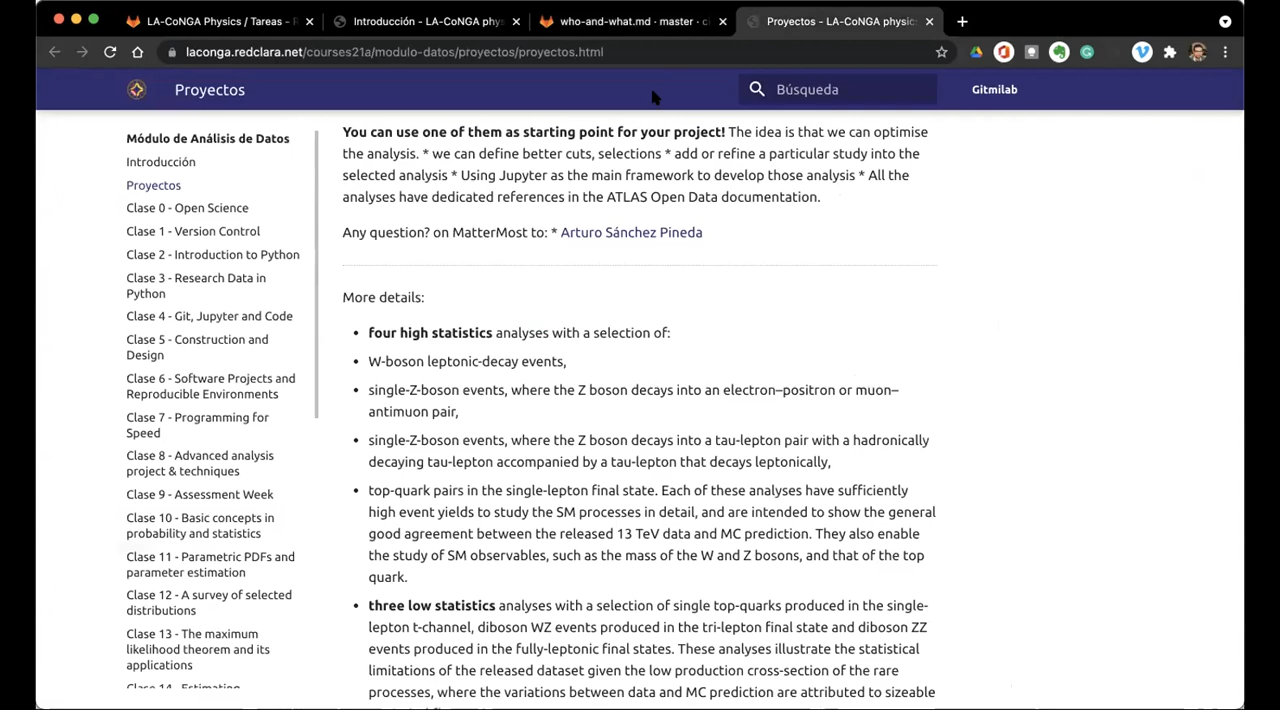 LA-CoNGA Physics / Tareas -
Introducción - LA-CoNGA phy
who-and-what.md · master ·
Proyectos - LA-CoNGA physic
laconga.redclara.net/courses21a/modulo-datos/proyectos/proyectos.html
Proyectos
Búsqueda
Gitmilab
Módulo de Análisis de Datos
Introducción
Proyectos
Clase 0 - Open Science
Clase 1 - Version Control
Clase 2 - Introduction to Python
Clase 3 - Research Data in
Python
Clase 4 - Git, Jupyter and Code
Clase 5 - Construction and
Design
Clase 6 - Software Projects and
Reproducible Environments
Clase 7 - Programming for
Speed
Clase 8 - Advanced analysis
project & techniques
Clase 9 - Assessment Week
Clase 10 - Basic concepts in
probability and statistics
Clase 11 - Parametric PDFs and
parameter estimation
Clase 12 - A survey of selected
distributions
Clase 13 - The maximum
likelihood theorem and its
applications
You can use one of them as starting point for your project! The idea is that we can optimise
the analysis. * we can define better cuts, selections * add or refine a particular study into the
selected analysis * Using Jupyter as the main framework to develop those analysis * All the
analyses have dedicated references in the ATLAS Open Data documentation.
Any question? on MatterMost to: * Arturo Sánchez Pineda
More details:
• four high statistics analyses with a selection of:
• W-boson leptonic-decay events,
• single-Z-boson events, where the Z boson decays into an electron–positron or muon–
antimuon pair,
• single-Z-boson events, where the Z boson decays into a tau-lepton pair with a hadronically
decaying tau-lepton accompanied by a tau-lepton that decays leptonically,
• top-quark pairs in the single-lepton final state. Each of these analyses have sufficiently
high event yields to study the SM processes in detail, and are intended to show the general
good agreement between the released 13 TeV data and MC prediction. They also enable
the study of SM observables, such as the mass of the W and Z bosons, and that of the top
quark.
• three low statistics analyses with a selection of single top-quarks produced in the single-
lepton t-channel, diboson WZ events produced in the tri-lepton final state and diboson ZZ
events produced in the fully-leptonic final states. These analyses illustrate the statistical
limitations of the released dataset given the low production cross-section of the rare
processes, where the variations between data and MC prediction are attributed to sizeable